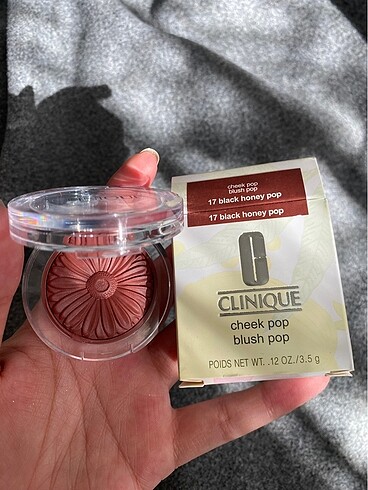 cheek pop
blush pop
17 black honey pop
17 black honey pop
CLINIQUE
cheek pop
blush pop
POIDS NET WT. .12 OZ./3.5 g